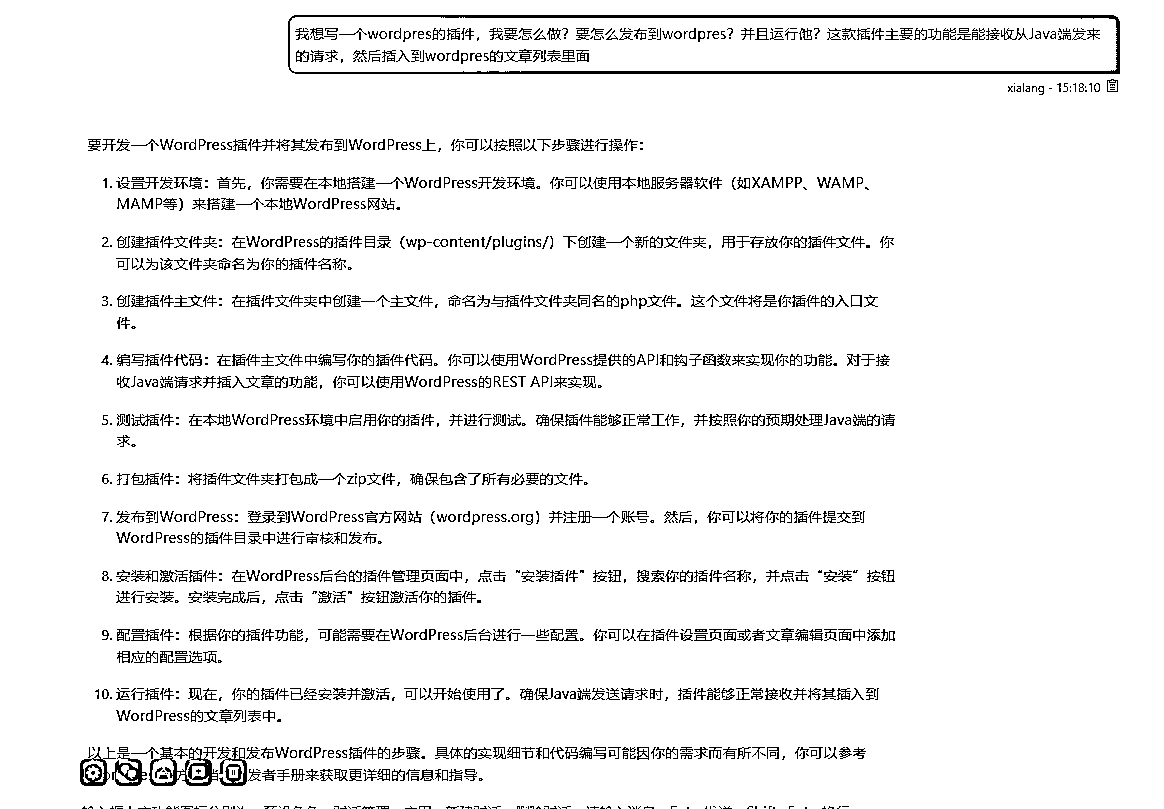 我想写一个wordpres的插件，我要怎么做？要怎么发布到wordpres？并且运行他？这款插件主要的功能是能接收从Java端发来
的请求，然后插入到wordpres的文章列表里面
xialang - 15:18:10
要开发一个WordPress插件并将其发布到WordPress上，你可以按照以下步骤进行操作：
1. 设置开发环境：首先，你需要在本地搭建一个WordPress开发环境。你可以使用本地服务器软件（如XAMPP、WAMP、
MAMP等）来搭建一个本地WordPress网站。
2. 创建插件文件夹：在WordPress的插件目录（wp-content/plugins/）下创建一个新的文件夹，用于存放你的插件文件。你
可以为该文件夹命名为你的插件名称。
3. 创建插件主文件：在插件文件夹中创建一个主文件，命名为与插件文件夹同名的php文件。这个文件将是你插件的入口文
件。
4. 编写插件代码：在插件主文件中编写你的插件代码。你可以使用WordPress提供的API和钩子函数来实现你的功能。对于接
收Java端请求并插入文章的功能，你可以使用WordPress的REST API来实现。
5. 测试插件：在本地WordPress环境中启用你的插件，并进行测试。确保插件能够正常工作，并按照你的预期处理Java端的请
求。
6. 打包插件：将插件文件夹打包成一个zip文件，确保包含了所有必要的文件。
7. 发布到WordPress：登录到WordPress官方网站（wordpress.org）并注册一个账号。然后，你可以将你的插件提交到
WordPress的插件目录中进行审核和发布。
8. 安装和激活插件：在WordPress后台的插件管理页面中，点击“安装插件”按钮，搜索你的插件名称，并点击“安装”按钮
进行安装。安装完成后，点击“激活”按钮激活你的插件。
9. 配置插件：根据你的插件功能，可能需要在WordPress后台进行一些配置。你可以在插件设置页面或者文章编辑页面中添加
相应的配置选项。
10. 运行插件：现在，你的插件已经安装并激活，可以开始使用了。确保Java端发送请求时，插件能够正常接收并将其插入到
WordPress的文章列表中。
以上是一个基本的开发和发布WordPress插件的步骤。具体的实现细节和代码编写可能因你的需求而有所不同，你可以参考
发者手册来获取更详细的信息和指导。